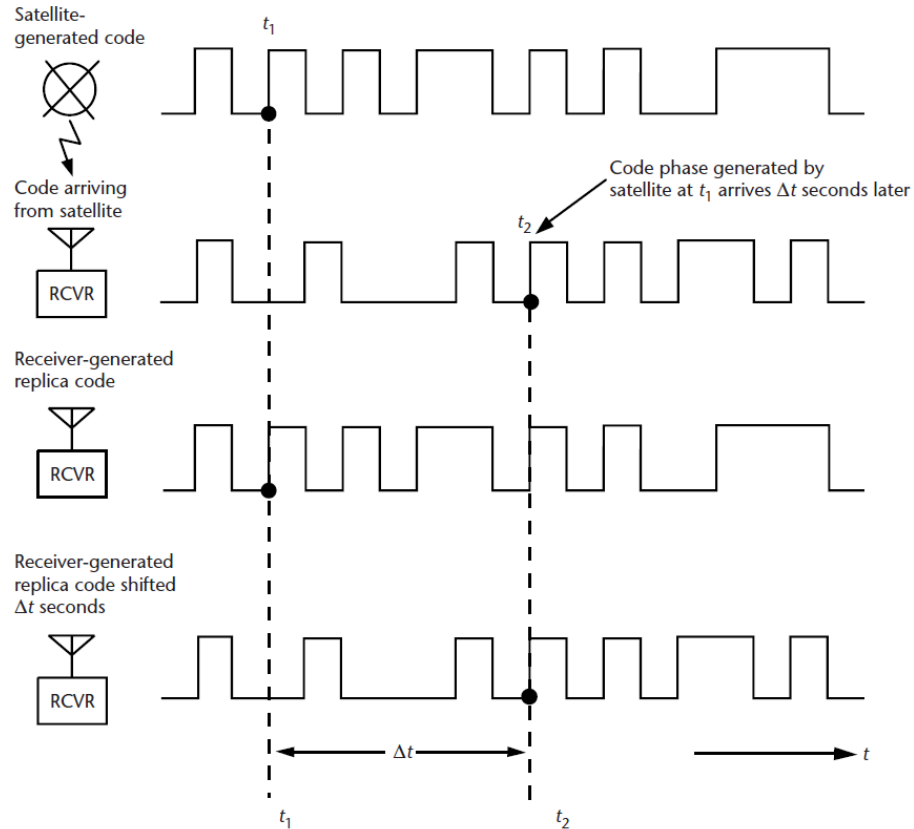 Satellite-
generated code
t1
Code arriving
from satellite
Code phase generated by
satellite at t1 arrives Δt seconds later
t2
RCVR
Receiver-generated
replica code
RCVR
Receiver-generated
replica code shifted
Δt seconds
RCVR
Δt
t
t1
t2